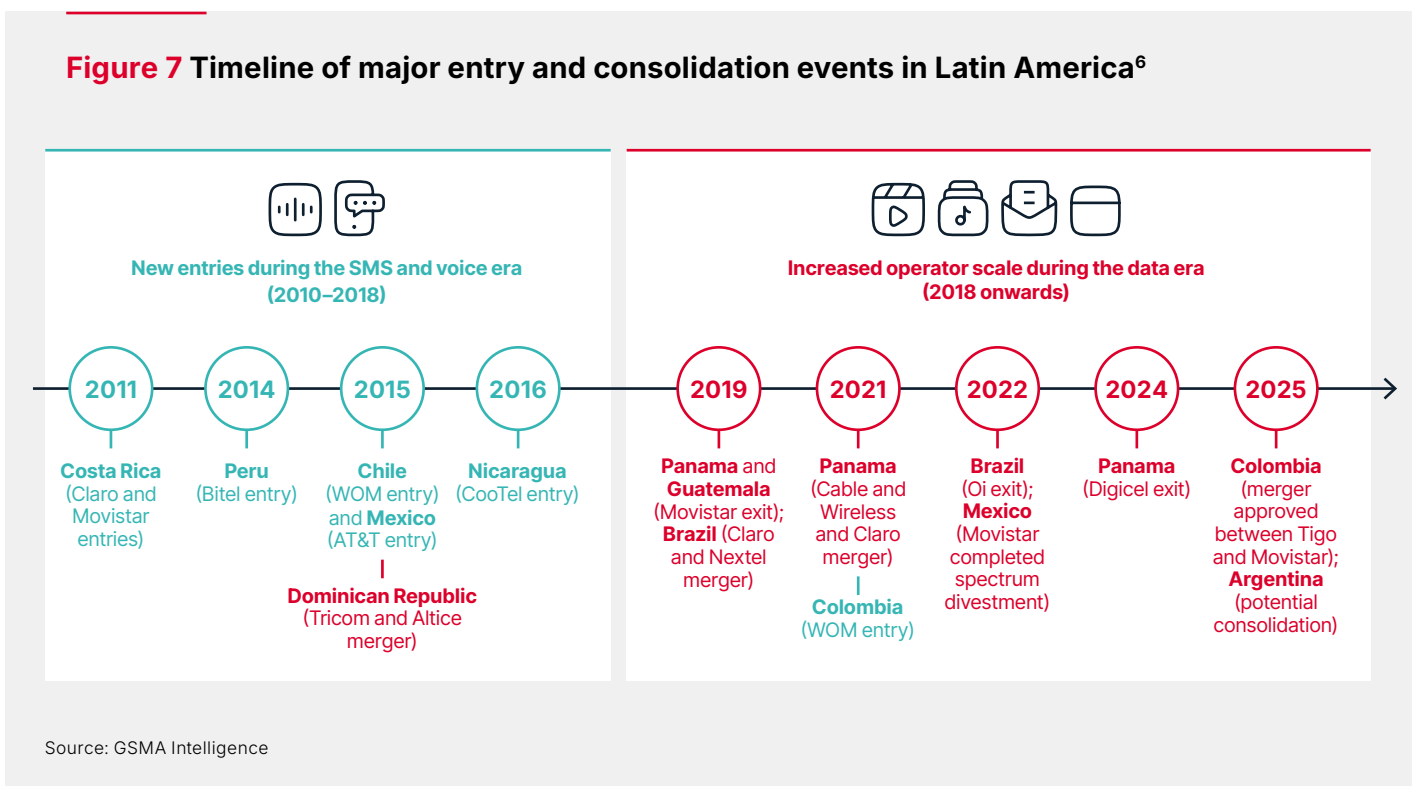 Figure 7 Timeline of major entry and consolidation events in Latin America⁶
New entries during the SMS and voice era
(2010–2018)
2011
Costa Rica
(Claro and
Movistar
entries)
2014
Peru
(Bitel entry)
2015
Chile
(WOM entry)
and Mexico
(AT&T entry)
Dominican Republic
(Tricom and Altice
merger)
2016
Nicaragua
(CooTel entry)
Increased operator scale during the data era
(2018 onwards)
2019
Panama and
Guatemala
(Movistar exit);
Brazil (Claro
and Nextel
merger)
2021
Panama
(Cable and
Wireless
and Claro
merger)
Colombia
(WOM entry)
2022
Brazil
(Oi exit);
Mexico
(Movistar
completed
spectrum
divestment)
2024
Panama
(Digicel exit)
2025
Colombia
(merger
approved
between Tigo
and Movistar);
Argentina
(potential
consolidation)
Source: GSMA Intelligence